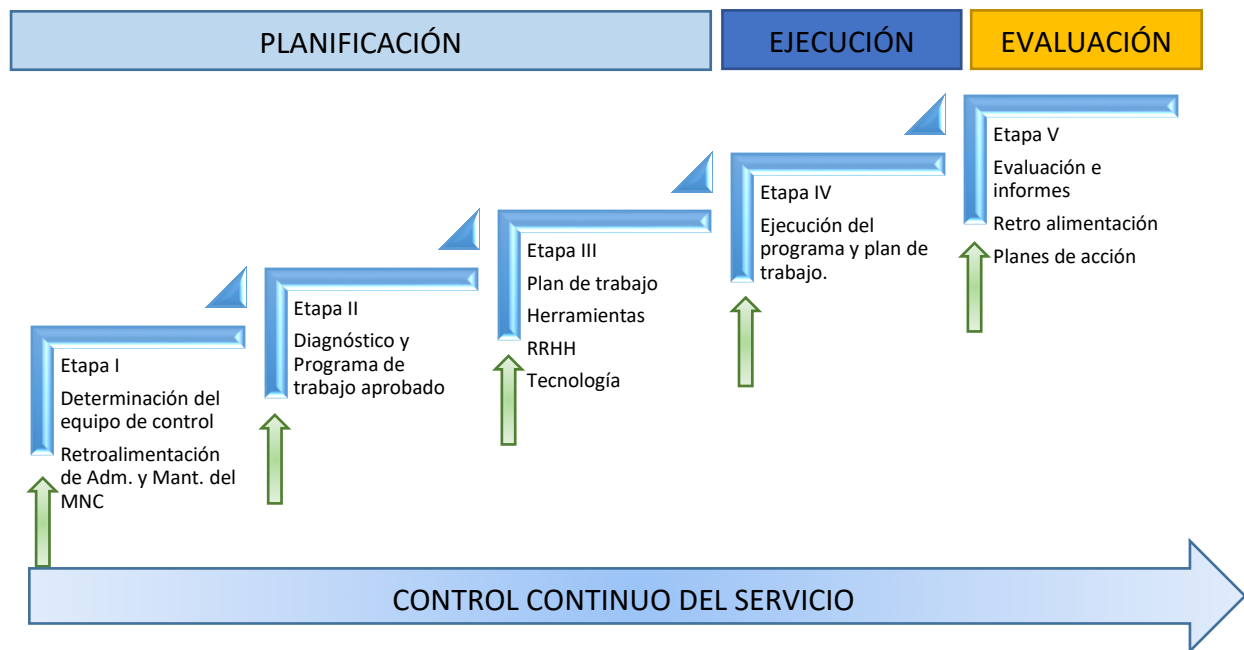 PLANIFICACIÓN
EJECUCIÓN
EVALUACIÓN
Etapa I
Determinación del
equipo de control
Retroalimentación
de Adm. y Mant. del
MNC
Etapa II
Diagnóstico y
Programa de
trabajo aprobado
Etapa III
Plan de trabajo
Herramientas
RRHH
Tecnología
Etapa IV
Ejecución del
programa y plan de
trabajo.
Etapa V
Evaluación e
informes
Retro alimentación
Planes de acción
CONTROL CONTINUO DEL SERVICIO